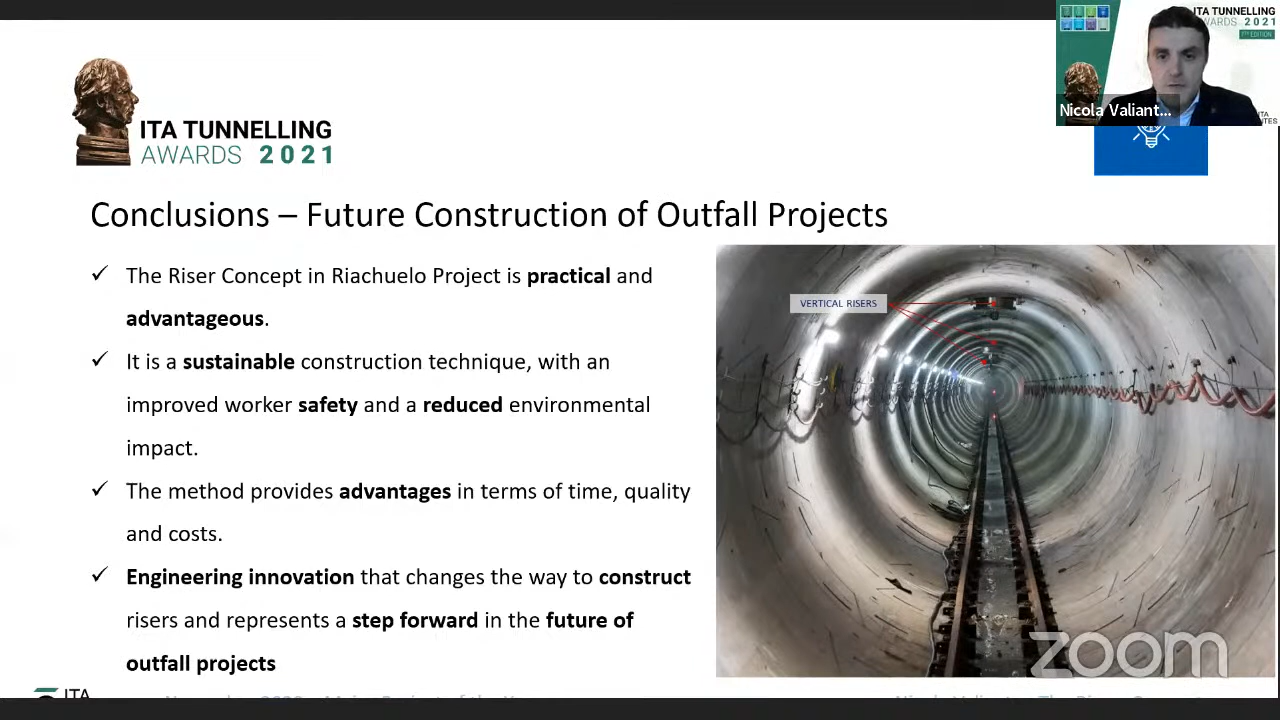 ITA TUNNELLING
AWARDS 2021
7TH EDITION
Nicola Valiant...
ITA TUNNELLING
AWARDS 2021
Conclusions – Future Construction of Outfall Projects
✓ The Riser Concept in Riachuelo Project is practical and
advantageous.
✓ It is a sustainable construction technique, with an
improved worker safety and a reduced environmental
impact.
✓ The method provides advantages in terms of time, quality
and costs.
✓ Engineering innovation that changes the way to construct
risers and represents a step forward in the future of
outfall projects
VERTICAL RISERS
zoom
ITA